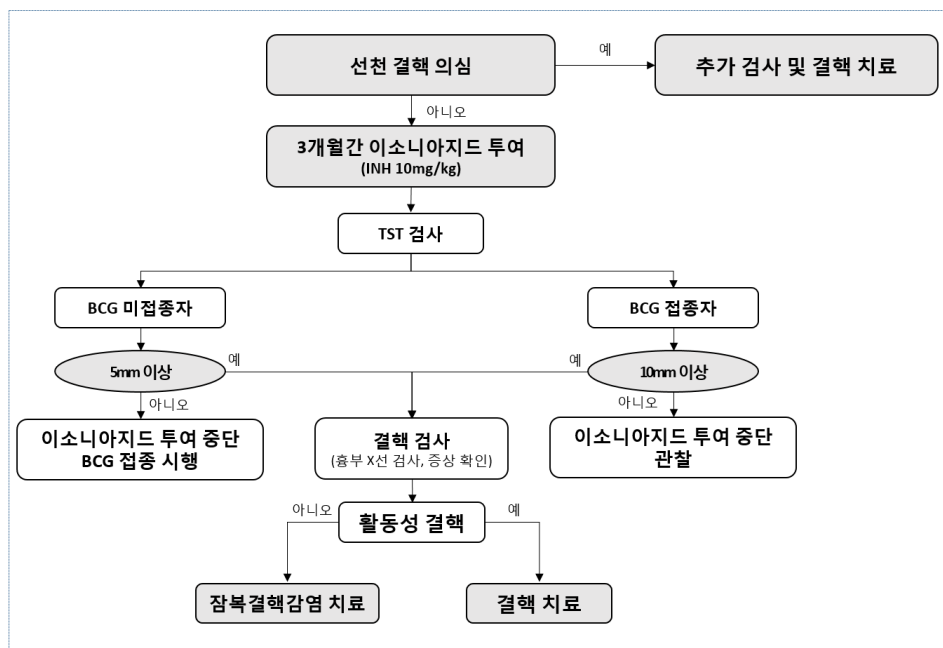 선천 결핵 의심
예
추가 검사 및 결핵 치료
아니오
3개월간 이소니아지드 투여
(INH 10mg/kg)
TST 검사
BCG 미접종자
BCG 접종자
5mm 이상
예
예
10mm 이상
아니오
아니오
이소니아지드 투여 중단
BCG 접종 시행
결핵 검사
(흉부 X선 검사, 증상 확인)
이소니아지드 투여 중단
관찰
아니오
활동성 결핵
예
잠복결핵감염 치료
결핵 치료